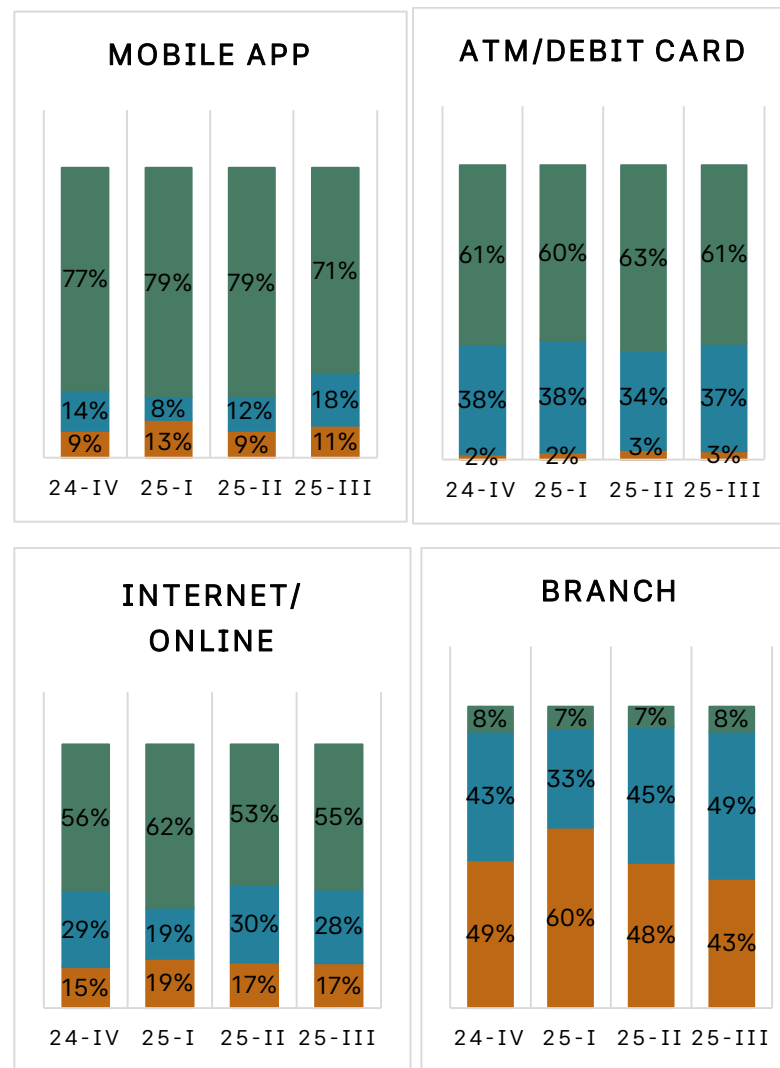 MOBILE APP
77% 79% 79% 71%
14% 8% 12% 18%
9% 13% 9% 11%
24-IV 25-I 25-II 25-III
ATM/DEBIT CARD
61% 60% 63% 61%
38% 38% 34% 37%
2% 2% 3% 3%
24-IV 25-I 25-II 25-III
INTERNET/
ONLINE
56% 62% 53% 55%
29% 19% 30% 28%
15% 19% 17% 17%
24-IV 25-I 25-II 25-III
BRANCH
8% 7% 7% 8%
43% 33% 45% 49%
49% 60% 48% 43%
24-IV 25-I 25-II 25-III